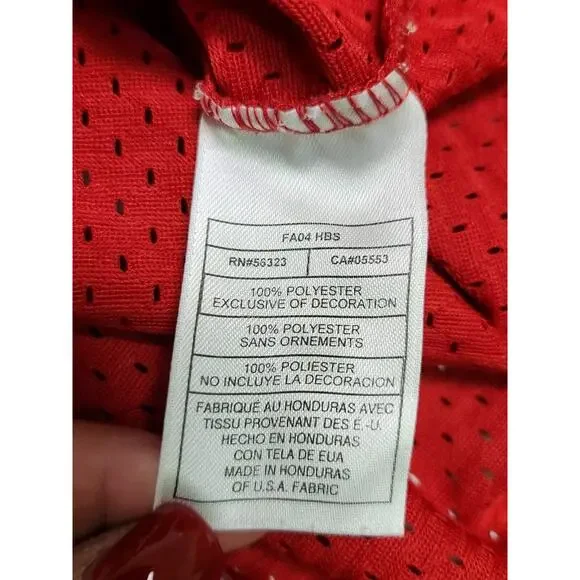 FA04 HBS
RN#56323 CA#05553
100% POLYESTER
EXCLUSIVE OF DECORATION
100% POLYESTER
SANS ORNEMENTS
100% POLIESTER
NO INCLUYE LA DECORACION
FABRIQUÉ AU HONDURAS AVEC
TISSU PROVENANT DES E.-U.
HECHO EN HONDURAS
CON TELA DE EUA
MADE IN HONDURAS
OF U.S.A. FABRIC